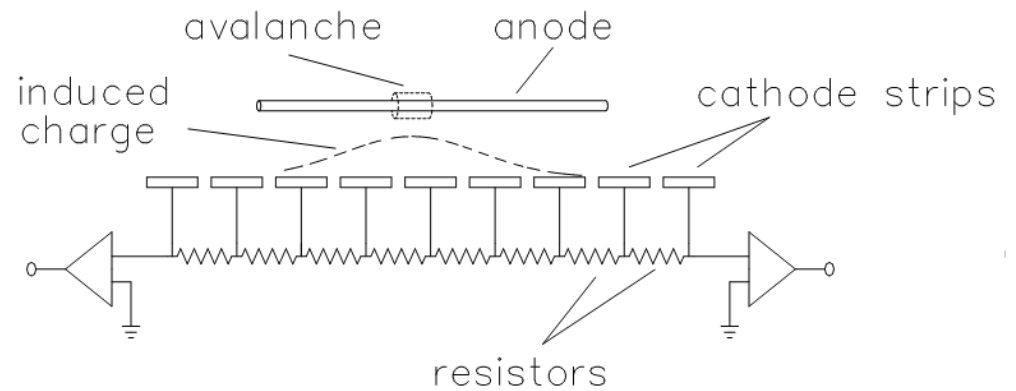 avalanche
anode
induced
charge
cathode strips
resistors